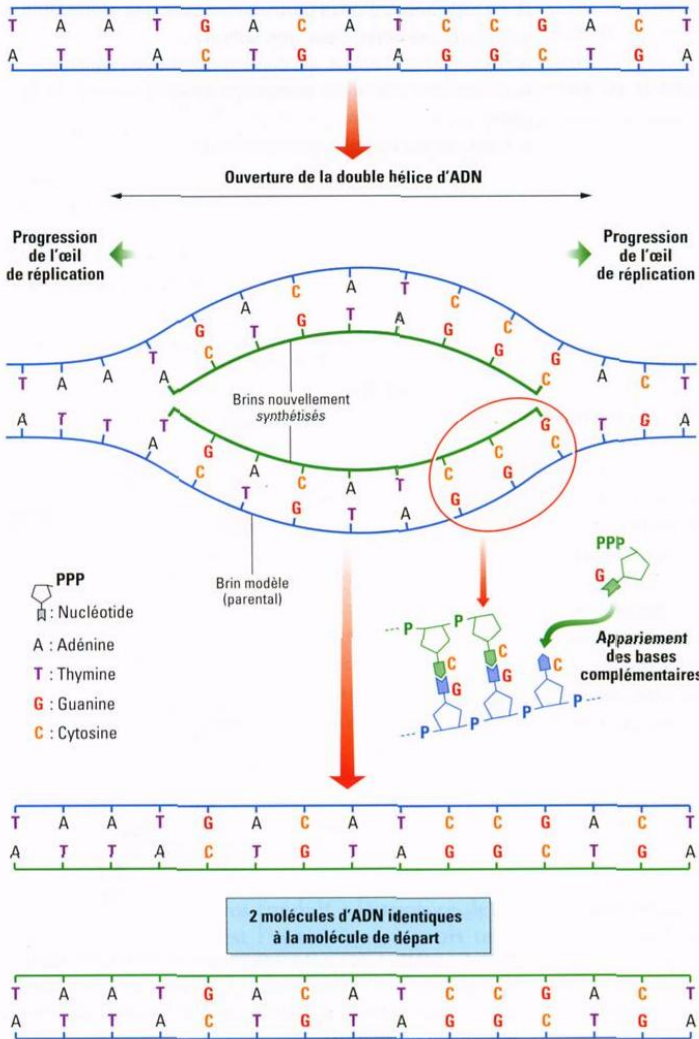 T A A T G A C A T C C G A C T
A T T A C T G T A G G C T G A
Ouverture de la double hélice d'ADN
Progression
de l'œil
de réplication
Progression
de l'œil
de réplication
T A A T G A C A T C C G A C T
A C T G T A G G C
Brins nouvellement
synthétisés
T G A C A T C C G
A T T A C T G T A G G C T G A
Brin modèle
(parental)
PPP
: Nucléotide
A : Adénine
T : Thymine
G : Guanine
C : Cytosine
PPP
G
Appariement
des bases
complémentaires
P P
C C C
G G
P P P P
T A A T G A C A T C C G A C T
A T T A C T G T A G G C T G A
2 molécules d'ADN identiques
à la molécule de départ
T A A T G A C A T C C G A C T
A T T A C T G T A G G C T G A